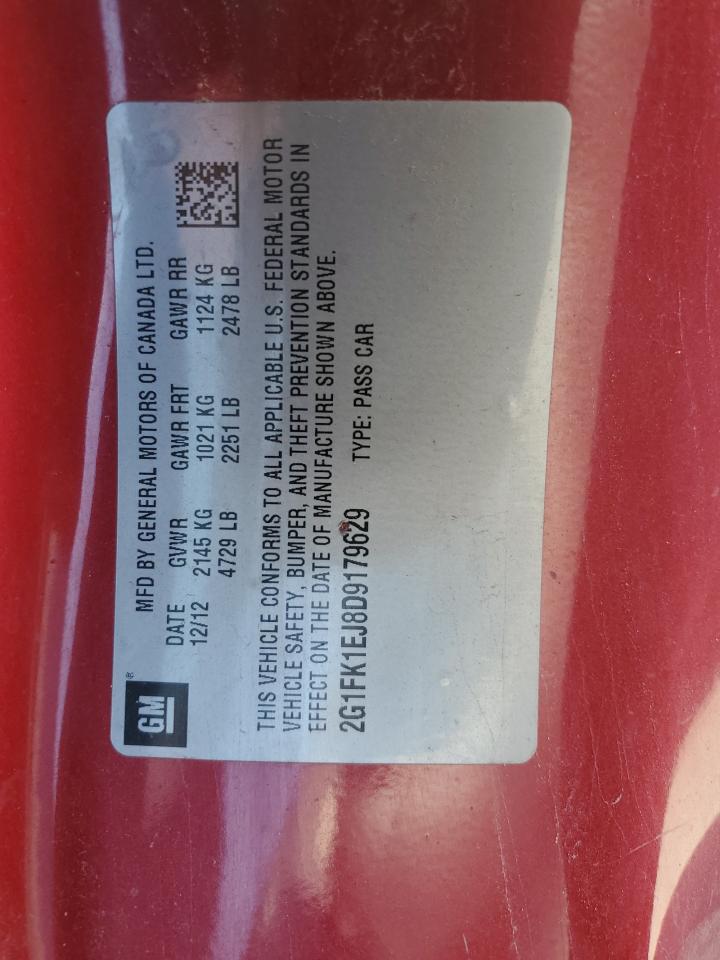 GM®
MFD BY GENERAL MOTORS OF CANADA LTD.
DATE GVWR GAWR FRT GAWR RR
12/12 2145 KG 1021 KG 1124 KG
4729 LB 2251 LB 2478 LB
THIS VEHICLE CONFORMS TO ALL APPLICABLE U.S. FEDERAL MOTOR
VEHICLE SAFETY, BUMPER, AND THEFT PREVENTION STANDARDS IN
EFFECT ON THE DATE OF MANUFACTURE SHOWN ABOVE.
2G1FK1EJ8D9179629 TYPE: PASS CAR